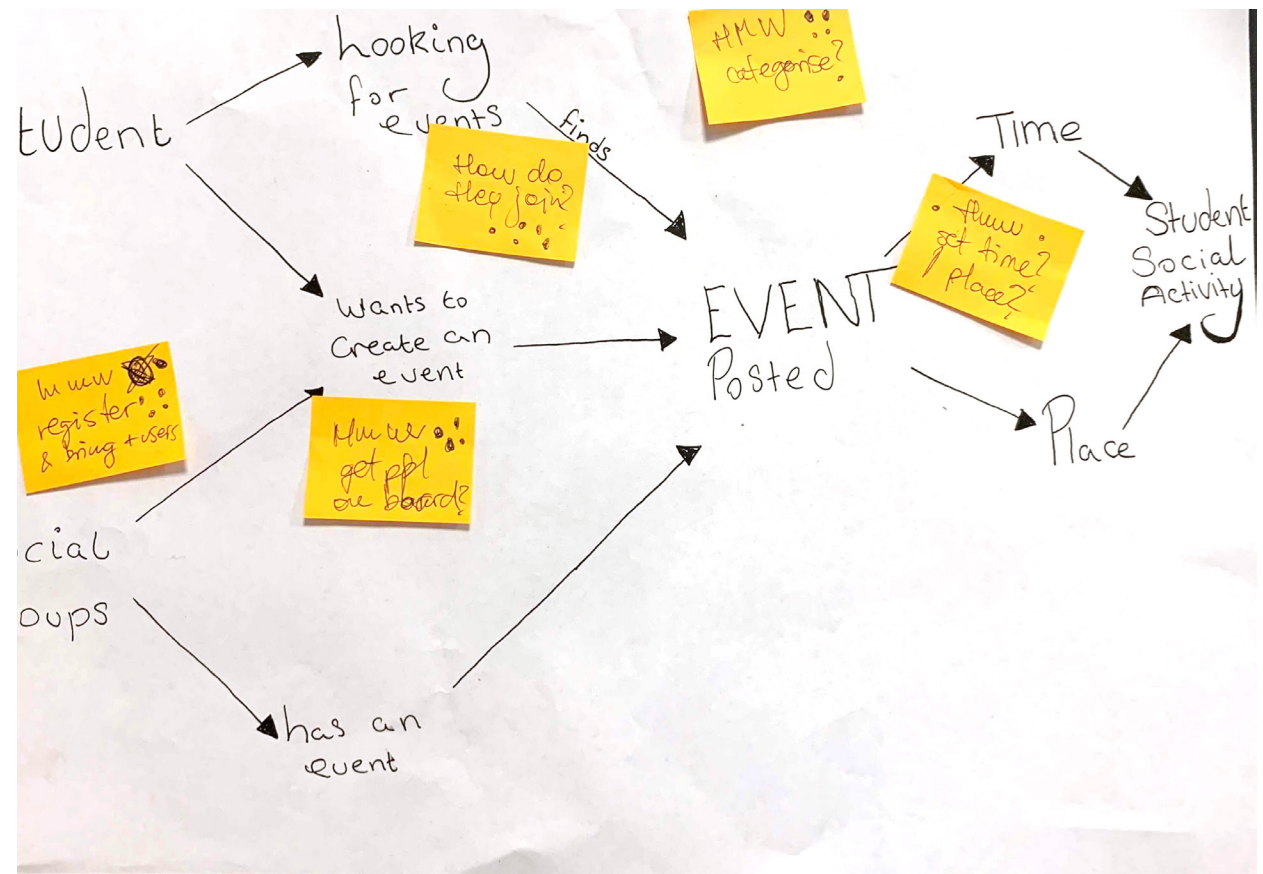 tudent
Looking
for
events
finds
How do
they join?
HMW
categorise?
Time
HMW
get time?
place?
Student
Social
Activity
Wants to
Create an
event
EVENT
Posted
Place
HMW
register
& bring + users
HMW
get ppl
on board?
cial
oups
has an
event